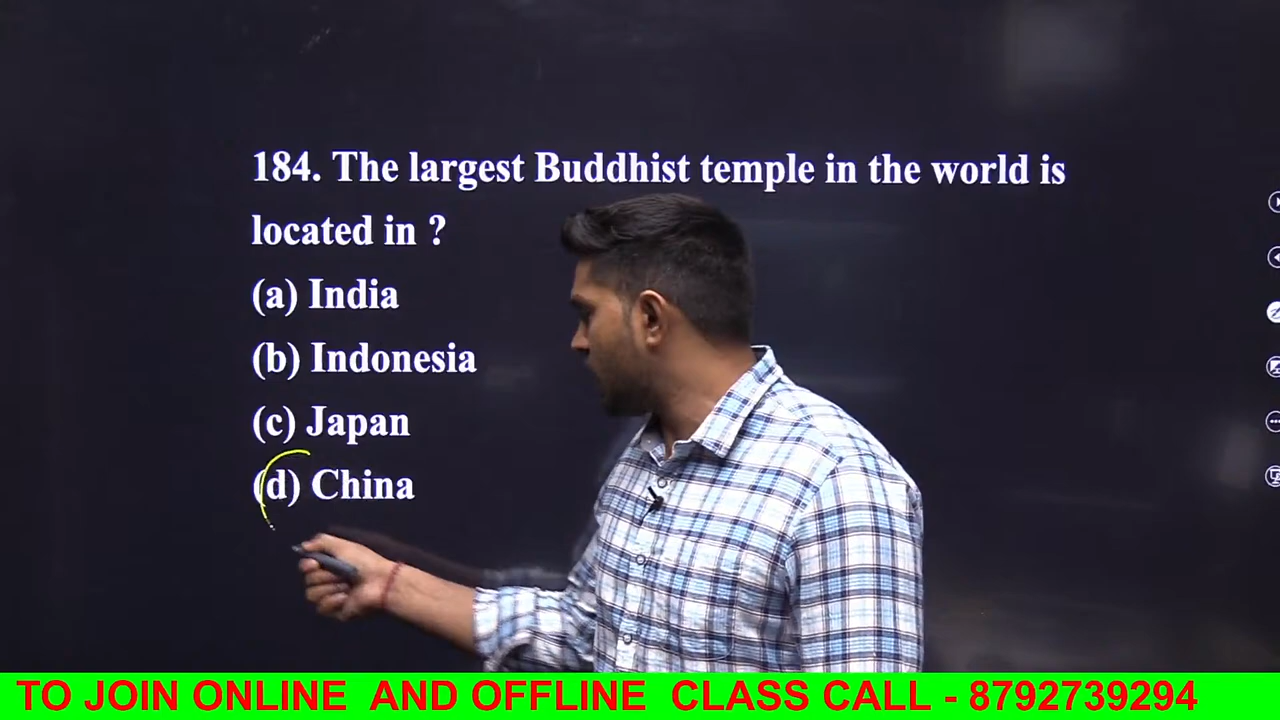 184. The largest Buddhist temple in the world is
located in ?
(a) India
(b) Indonesia
(c) Japan
(d) China
TO JOIN ONLINE AND OFFLINE CLASS CALL - 8792739294